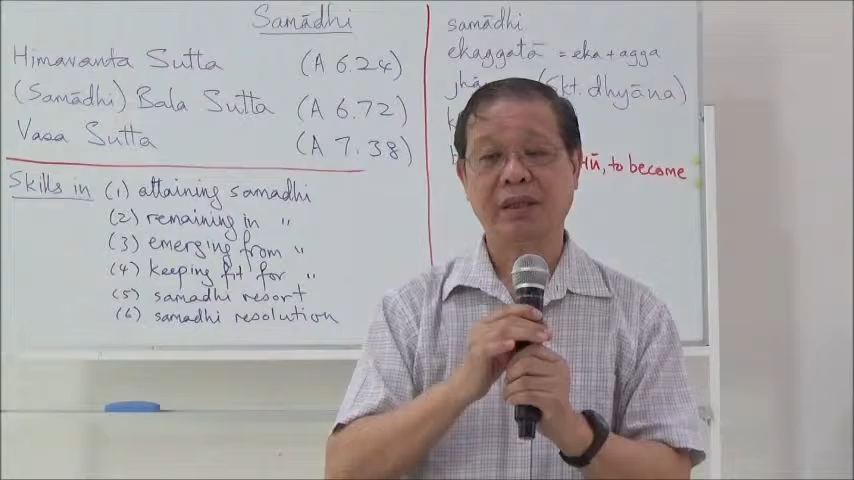 Samādhi
Himavanta Sutta (A 6.24)
(Samādhi) Bala Sutta (A 6.72)
Vasa Sutta (A 7.38)
Skills in (1) attaining samadhi
(2) remaining in "
(3) emerging from "
(4) keeping fit for "
(5) samadhi resort
(6) samadhi resolution
samādhi
ekaggatā = eka + agga
(Skt. dhyāna)
to become